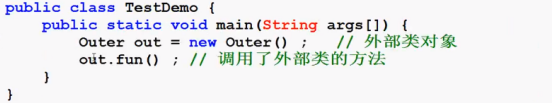 public class TestDemo {
public static void main(String args[]) {
Outer out = new Outer() ; // 外部类对象
out.fun() ; // 调用了外部类的方法
}
}